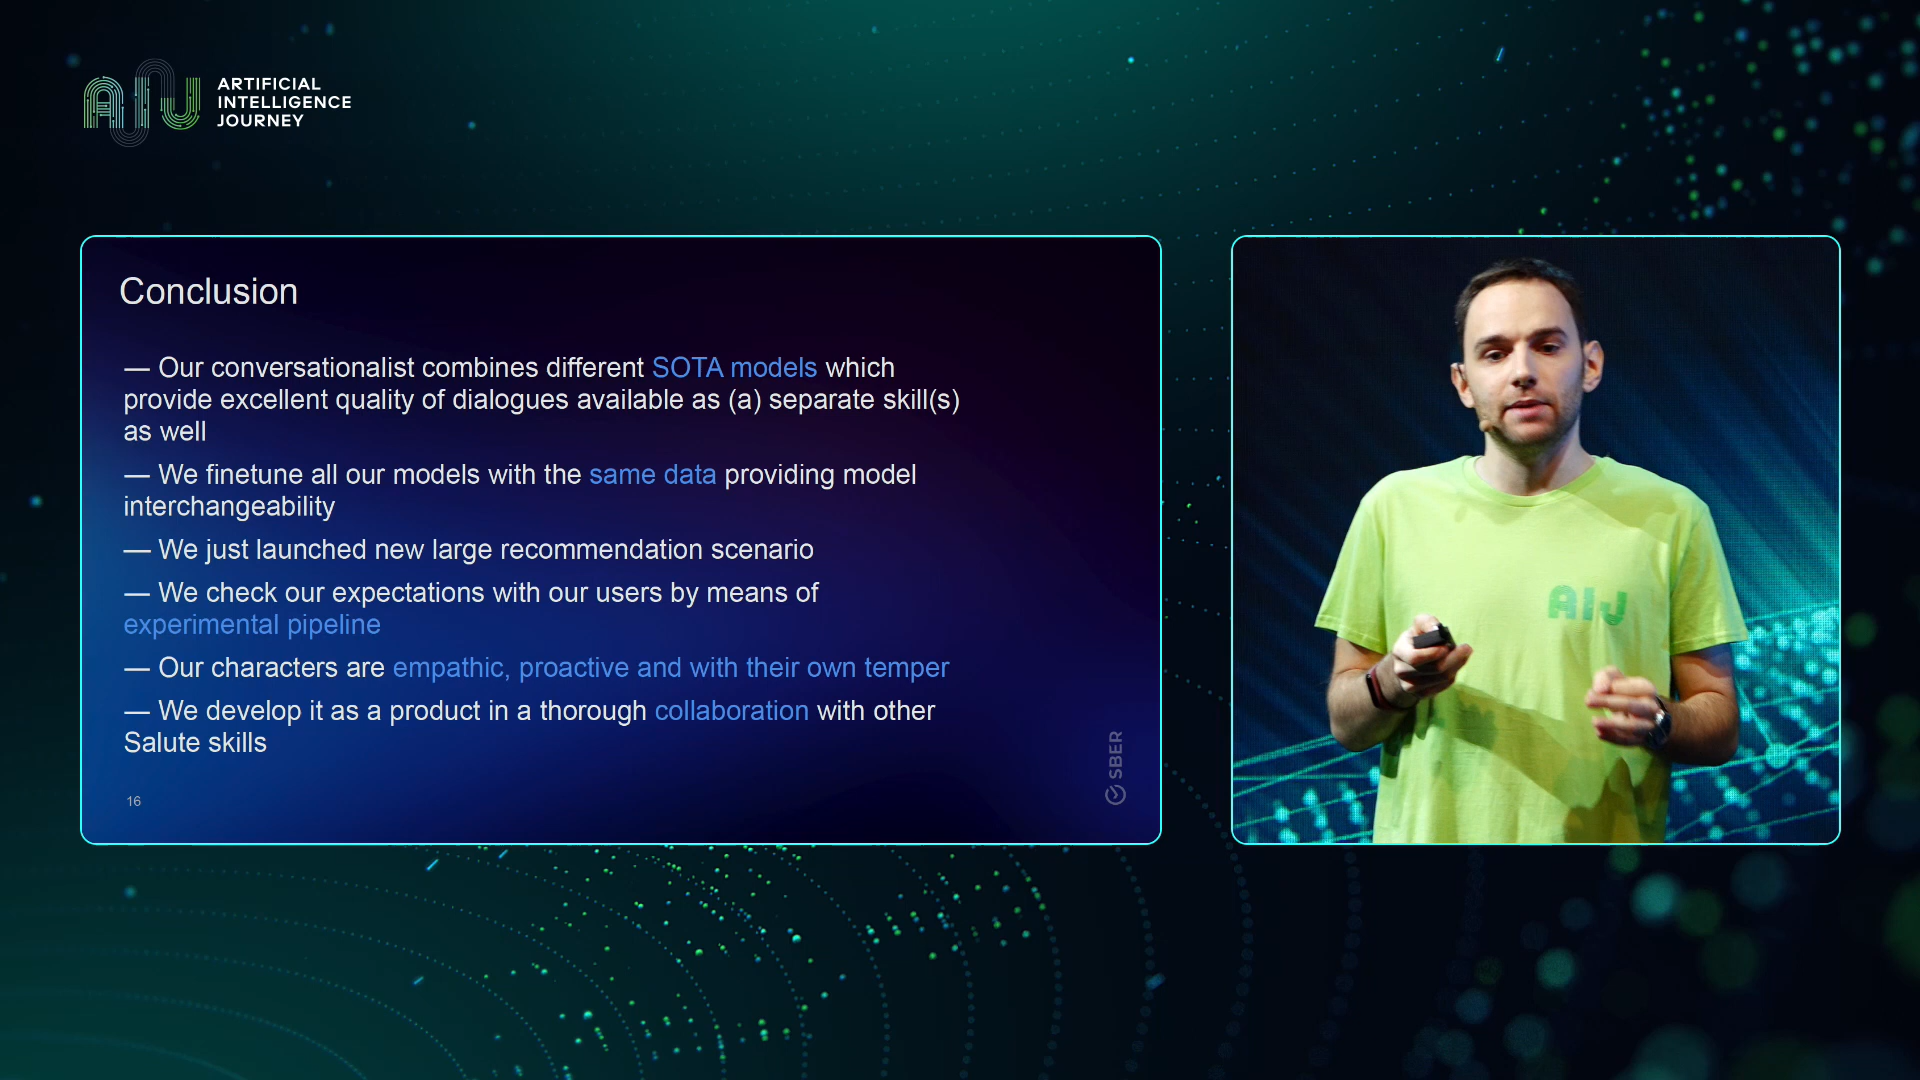 ARTIFICIAL
INTELLIGENCE
JOURNEY
Conclusion
— Our conversationalist combines different SOTA models which
provide excellent quality of dialogues available as (a) separate skill(s)
as well
— We finetune all our models with the same data providing model
interchangeability
— We just launched new large recommendation scenario
— We check our expectations with our users by means of
experimental pipeline
— Our characters are empathic, proactive and with their own temper
— We develop it as a product in a thorough collaboration with other
Salute skills
16
SBER
AIJ